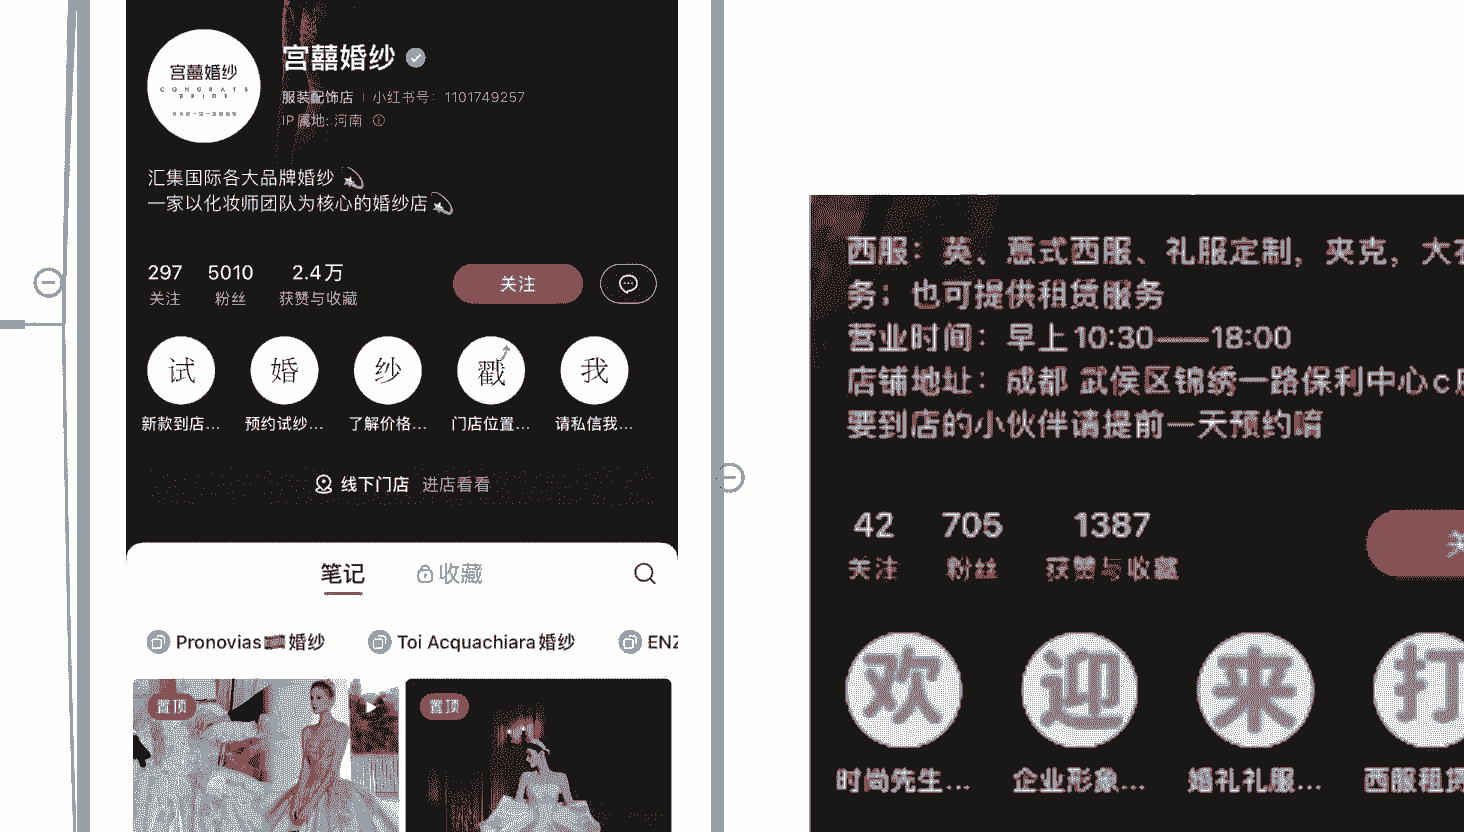 宫囍婚纱
CONGRATS
BRIDE
宫囍婚纱
服装配饰店 | 小红书号：1101749257
IP属地：河南
汇集国际各大品牌婚纱
一家以化妆师团队为核心的婚纱店
297 5010 2.4万
关注 粉丝 获赞与收藏
关注
试 婚 纱 戳 我
新款到店... 预约试纱... 了解价格... 门店位置... 请私信我...
线下门店 进店看看
笔记 收藏
Pronovias 婚纱 Toi Acquachiara婚纱 ENZ
置顶 置顶
西服：英、意式西服、礼服定制，夹克，大衣
务；也可提供租赁服务
营业时间：早上10:30——18:00
店铺地址：成都 武侯区锦绣一路保利中心c
要到店的小伙伴请提前一天预约唷
42 705 1387
关注 粉丝 获赞与收藏
关
欢 迎 来 打
时尚先生... 企业形象... 婚礼礼服... 西服租赁